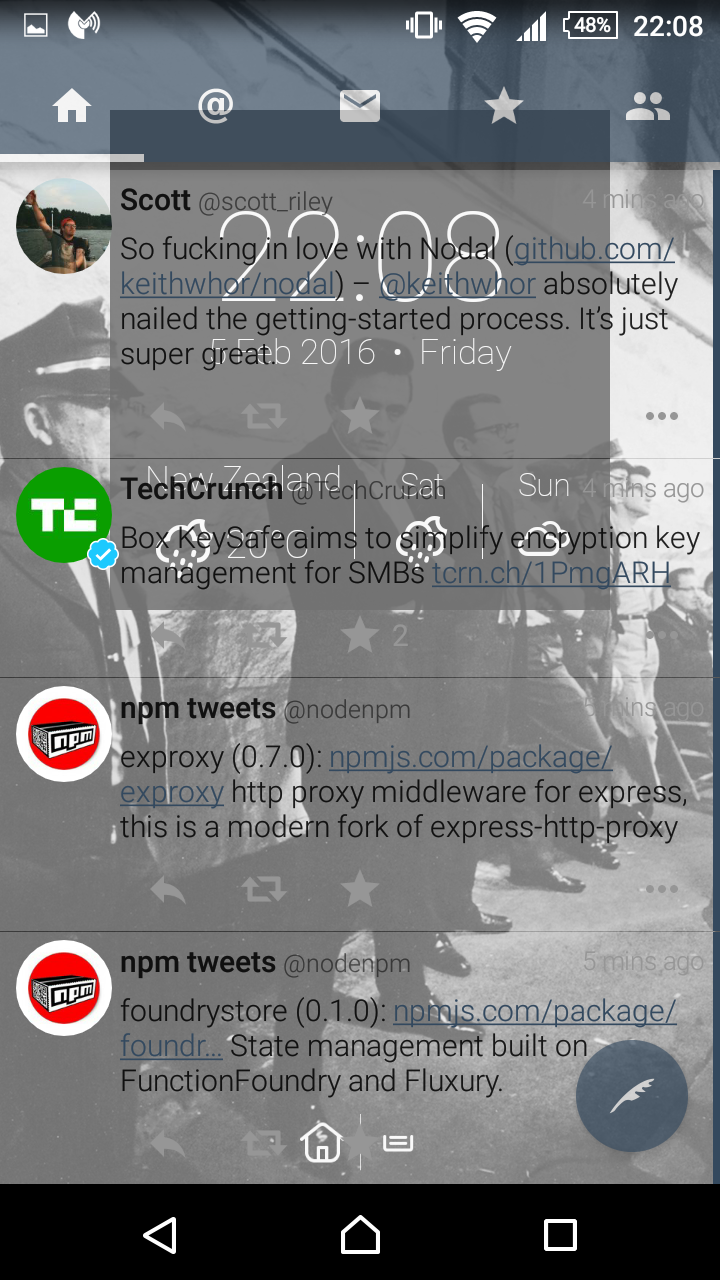 48% 22:08
@
Scott @scott_riley 4 mins ago
22:08
So fucking in love with Nodal (github.com/
keithwhor/nodal) – @keithwhor absolutely
nailed the getting-started process. It's just
super great.
5 Feb 2016 • Friday
New Zealand Sat Sun
TechCrunch @TechCrunch 4 mins ago
TC
Box KeySafe aims to simplify encryption key
20°C
management for SMBs tcrn.ch/1PmgARH
2
npm tweets @nodenpm 5 mins ago
npm
exproxy (0.7.0): npmjs.com/package/
exproxy http proxy middleware for express,
this is a modern fork of express-http-proxy
npm tweets @nodenpm 5 mins ago
npm
foundrystore (0.1.0): npmjs.com/package/
foundr... State management built on
FunctionFoundry and Fluxury.